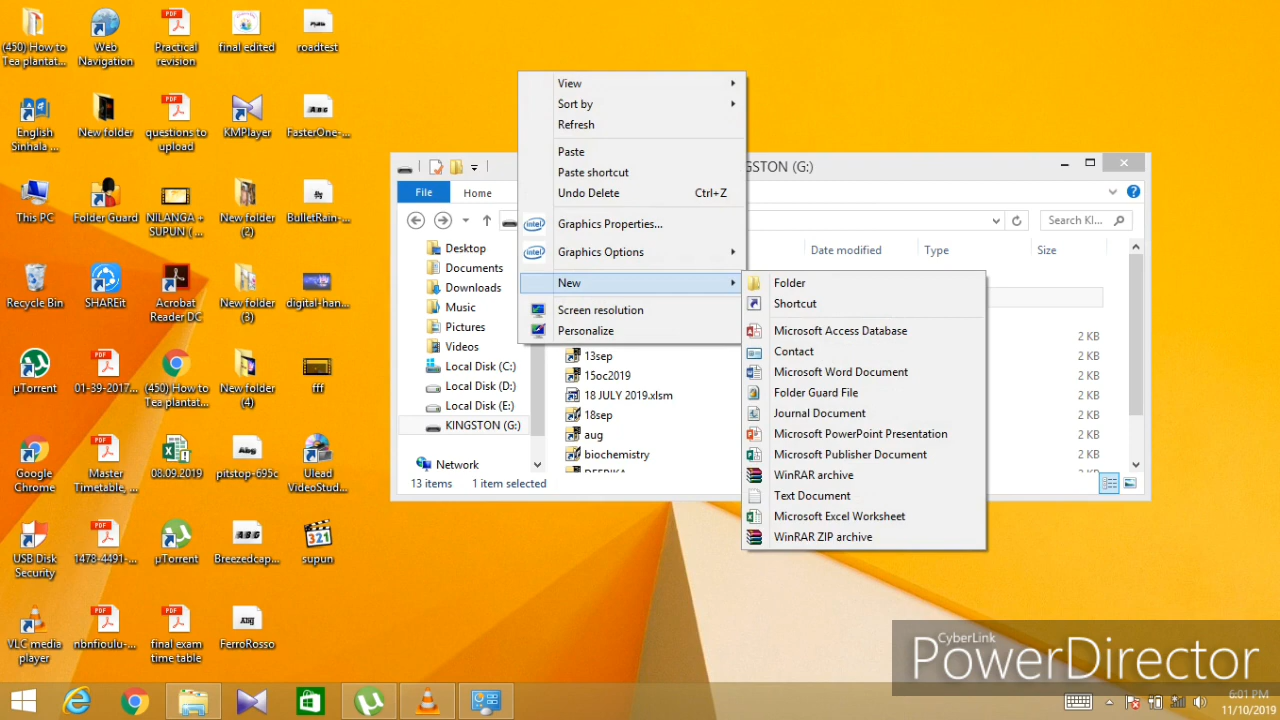 (450) How to
Tea plantat...
Web
Navigation
Practical
revision
final edited
roadtest
English
Sinhala ...
New folder
questions to
upload
KMPlayer
FasterOne-...
This PC
Folder Guard
NILANGA +
SUPUN ( ...
New folder
(2)
BulletRain-...
Recycle Bin
SHAREit
Acrobat
Reader DC
New folder
(3)
digital-han...
µTorrent
01-39-2017...
(450) How to
Tea plantat...
New folder
(4)
fff
Google
Chrome
Master
Timetable, ...
08.09.2019
pitstop-695c
Ulead
VideoStud...
USB Disk
Security
1478-4491-...
µTorrent
Breezedcap...
supun
VLC media
player
nbnfioulu-...
final exam
time table
FerroRosso
View
Sort by
Refresh
Paste
Paste shortcut
Undo Delete Ctrl+Z
Graphics Properties...
Graphics Options
New
Screen resolution
Personalize
Folder
Shortcut
Microsoft Access Database
Contact
Microsoft Word Document
Folder Guard File
Journal Document
Microsoft PowerPoint Presentation
Microsoft Publisher Document
WinRAR archive
Text Document
Microsoft Excel Worksheet
WinRAR ZIP archive
GSTON (G:)
File Home
Search KI...
Date modified Type Size
Desktop
Documents
Downloads
Music
Pictures
Videos
Local Disk (C:)
Local Disk (D:)
Local Disk (E:)
KINGSTON (G:)
Network
13sep
15oc2019
18 JULY 2019.xlsm
18sep
aug
biochemistry
2 KB
2 KB
2 KB
2 KB
2 KB
2 KB
2 KB
13 items 1 item selected
CyberLink
PowerDirector
6:01 PM
11/10/2019